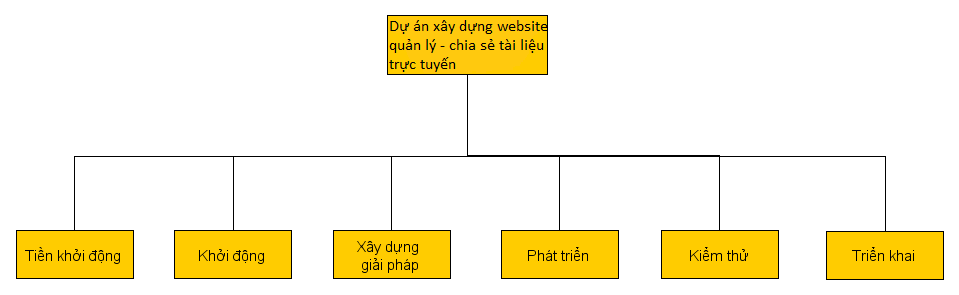 Dự án xây dựng website
quản lý - chia sẻ tài liệu
trực tuyến
Tiền khởi động
Khởi động
Xây dựng
giải pháp
Phát triển
Kiểm thử
Triển khai